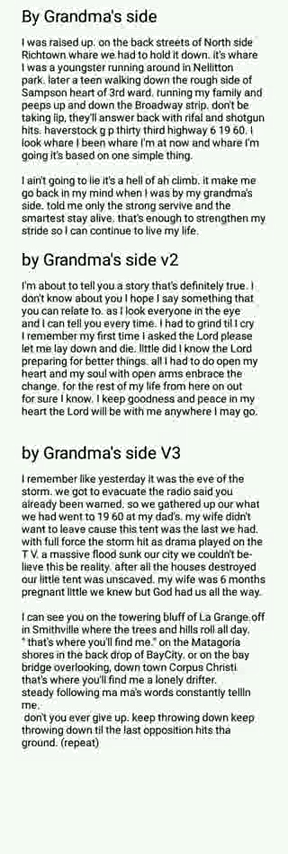 By Grandma's side
I was raised up. on the back streets of North side
Richtown whare we had to hold it down. it's whare
I was a youngster running around in Nellitton
park. later a teen walking down the rough side of
Sampson heart of 3rd ward. running my family and
peeps up and down the Broadway strip. don't be
taking lip, they'll answer back with rifal and shotgun
hits. haverstock g p thirty third highway 6 19 60. I
look whare I been whare I'm at now and whare I'm
going it's based on one simple thing.
I ain't going to lie it's a hell of ah climb. it make me
go back in my mind when I was by my grandma's
side. told me only the strong servive and the
smartest stay alive. that's enough to strengthen my
stride so I can continue to live my life.
by Grandma's side v2
I'm about to tell you a story that's definitely true. I
don't know about you I hope I say something that
you can relate to. as I look everyone in the eye
and I can tell you every time. I had to grind til I cry
I remember my first time I asked the Lord please
let me lay down and die. little did I know the Lord
preparing for better things. all I had to do open my
heart and my soul with open arms enbrace the
change. for the rest of my life from here on out
for sure I know. I keep goodness and peace in my
heart the Lord will be with me anywhere I may go.
by Grandma's side V3
I remember like yesterday it was the eve of the
storm. we got to evacuate the radio said you
already been warned. so we gathered up our what
we had went to 19 60 at my dad's. my wife didn't
want to leave cause this tent was the last we had.
with full force the storm hit as drama played on the
T V. a massive flood sunk our city we couldn't be-
lieve this be reality. after all the houses destroyed
our little tent was unscaved. my wife was 6 months
pregnant little we knew but God had us all the way.
I can see you on the towering bluff of La Grange.off
in Smithville where the trees and hills roll all day.
" that's where you'll find me." on the Matagoria
shores in the back drop of BayCity. or on the bay
bridge overlooking, down town Corpus Christi.
that's where you'll find me a lonely drifter.
steady following ma ma's words constantly tellin
me.
don't you ever give up. keep throwing down keep
throwing down til the last opposition hits tha
ground. (repeat)